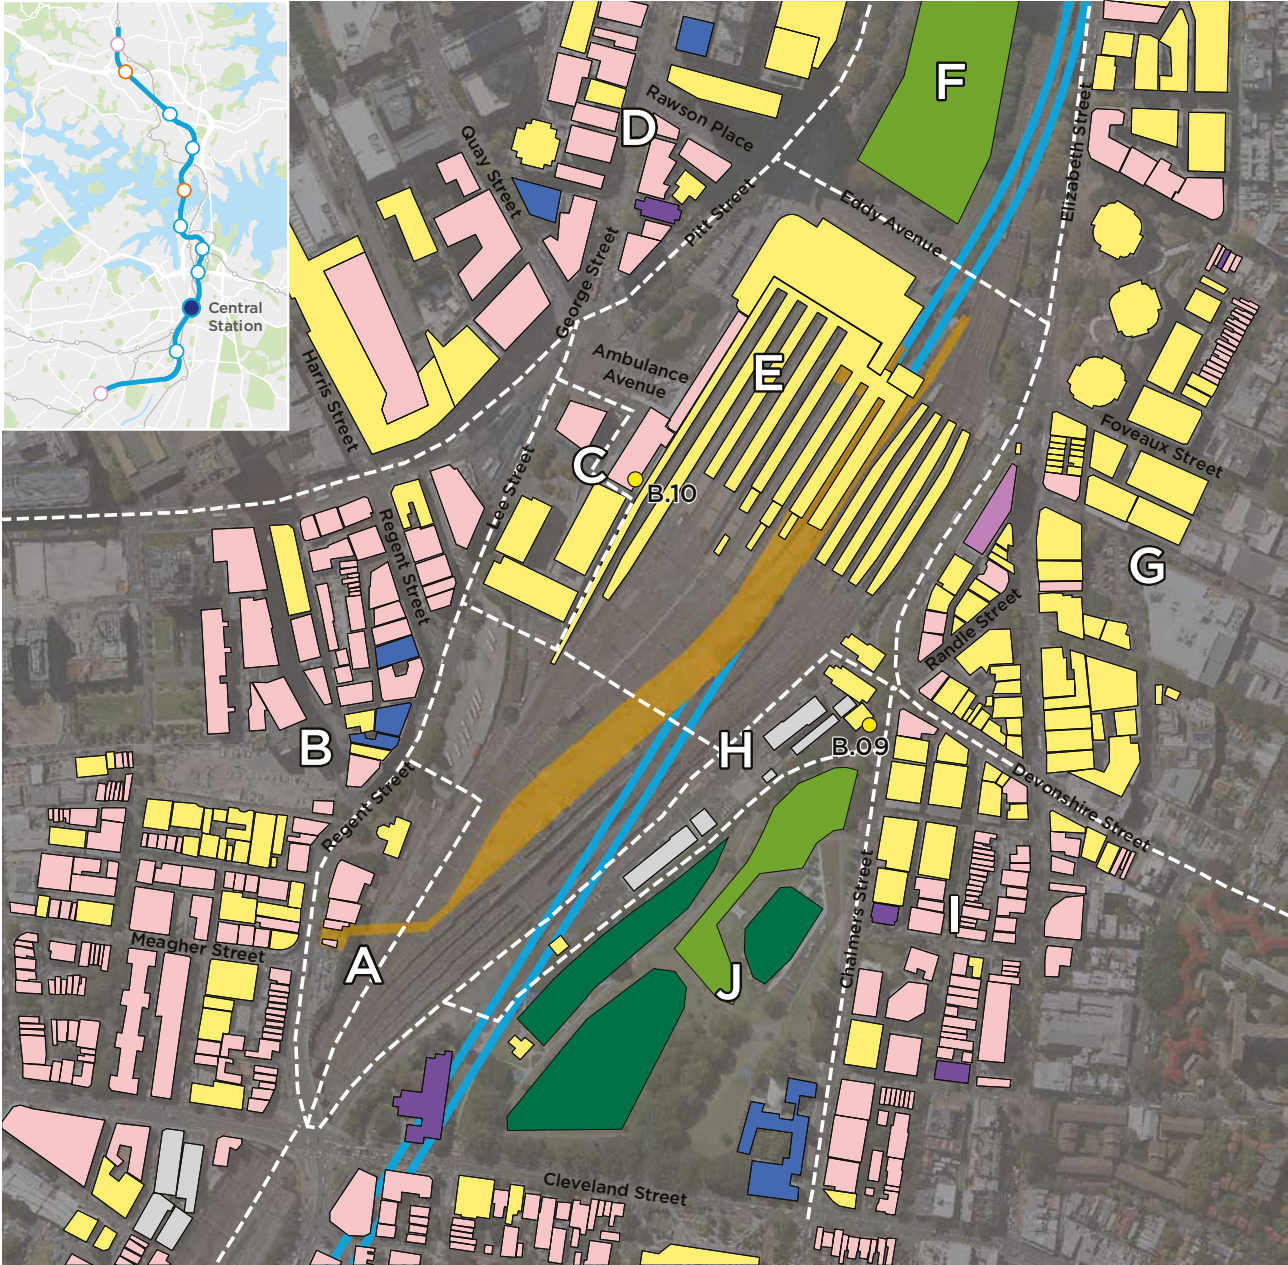 Central
Station
F
D
Rawson Place
Quay Street
Elizabeth Street
Pitt Street
Eddy Avenue
George Street
Harris Street
Ambulance
Avenue
E
Foveaux Street
C
Lee Street
B.10
Regent Street
G
Randle Street
H
B.09
B
Regent Street
Devonshire Street
Chalmers Street
I
Meagher Street
A
J
Cleveland Street